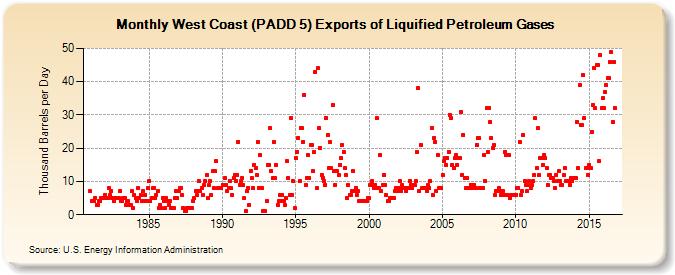 Monthly West Coast (PADD 5) Exports of Liquified Petroleum Gases
Thousand Barrels per Day
50
40
30
20
10
0
1985 1990 1995 2000 2005 2010 2015
Source: U.S. Energy Information Administration